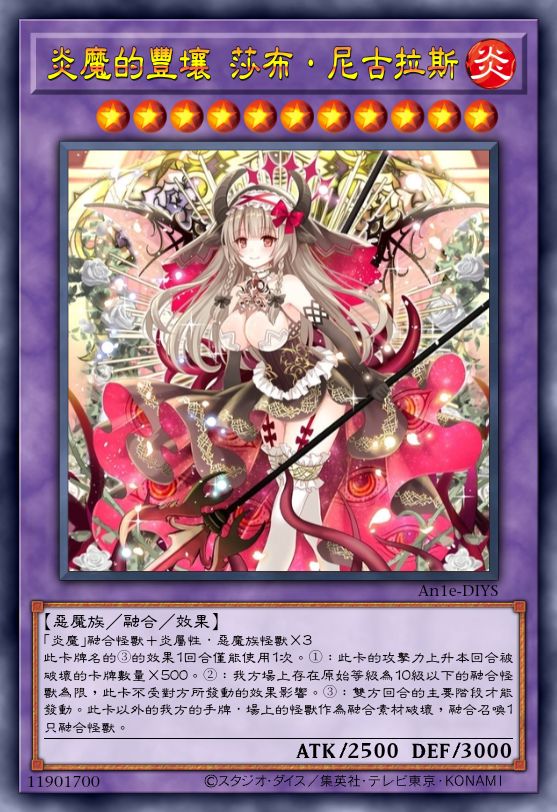 炎魔的豐壤 莎布・尼古拉斯 炎
An1e-DIYS
【惡魔族／融合／效果】
「炎魔」融合怪獸＋炎屬性．惡魔族怪獸×3
此卡牌名的③的效果1回合僅能使用1次。①：此卡的攻擊力上升本回合被
破壞的卡牌數量×500。②：我方場上存在原始等級為10級以下的融合怪
獸為限，此卡不受對方所發動的效果影響。③：雙方回合的主要階段才能
發動。此卡以外的我方的手牌．場上的怪獸作為融合素材破壞，融合召喚1
只融合怪獸。
ATK/2500 DEF/3000
11901700 ©スタジオ・ダイス／集英社・テレビ東京・KONAMI